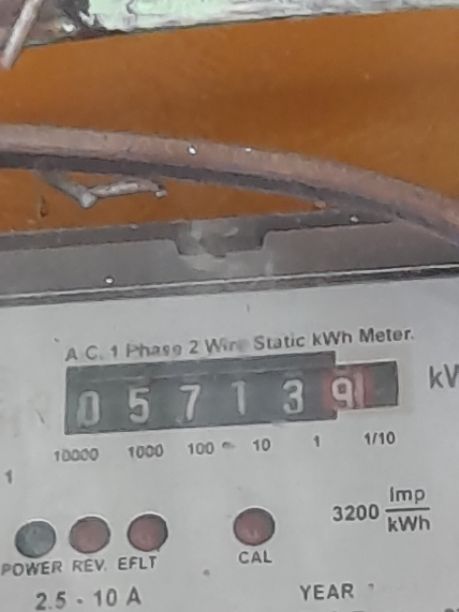 A.C. 1 Phase 2 Wire Static kWh Meter.
0 5 7 1 3 9
10000 1000 100 10 1 1/10
1
3200 Imp/kWh
POWER REV. EFLT CAL
2.5 - 10 A YEAR